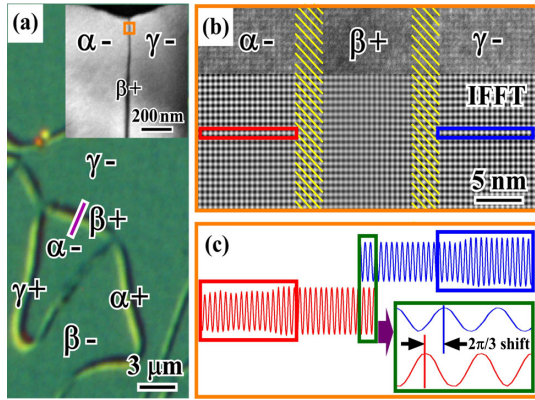 (a)
α- γ-
β+
200 nm
γ-
β+
α-
γ+
α+
β-
3 μm
(b)
α- β+ γ-
IFFT
5 nm
(c)
2π/3 shift